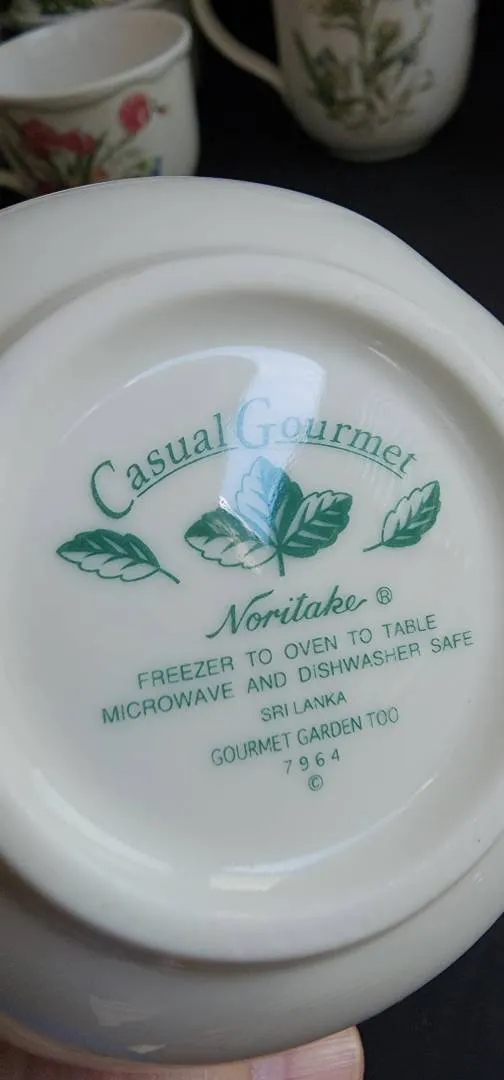 Casual Gourmet
Noritake ®
FREEZER TO OVEN TO TABLE
MICROWAVE AND DISHWASHER SAFE
SRI LANKA
GOURMET GARDEN TOO
7964
©